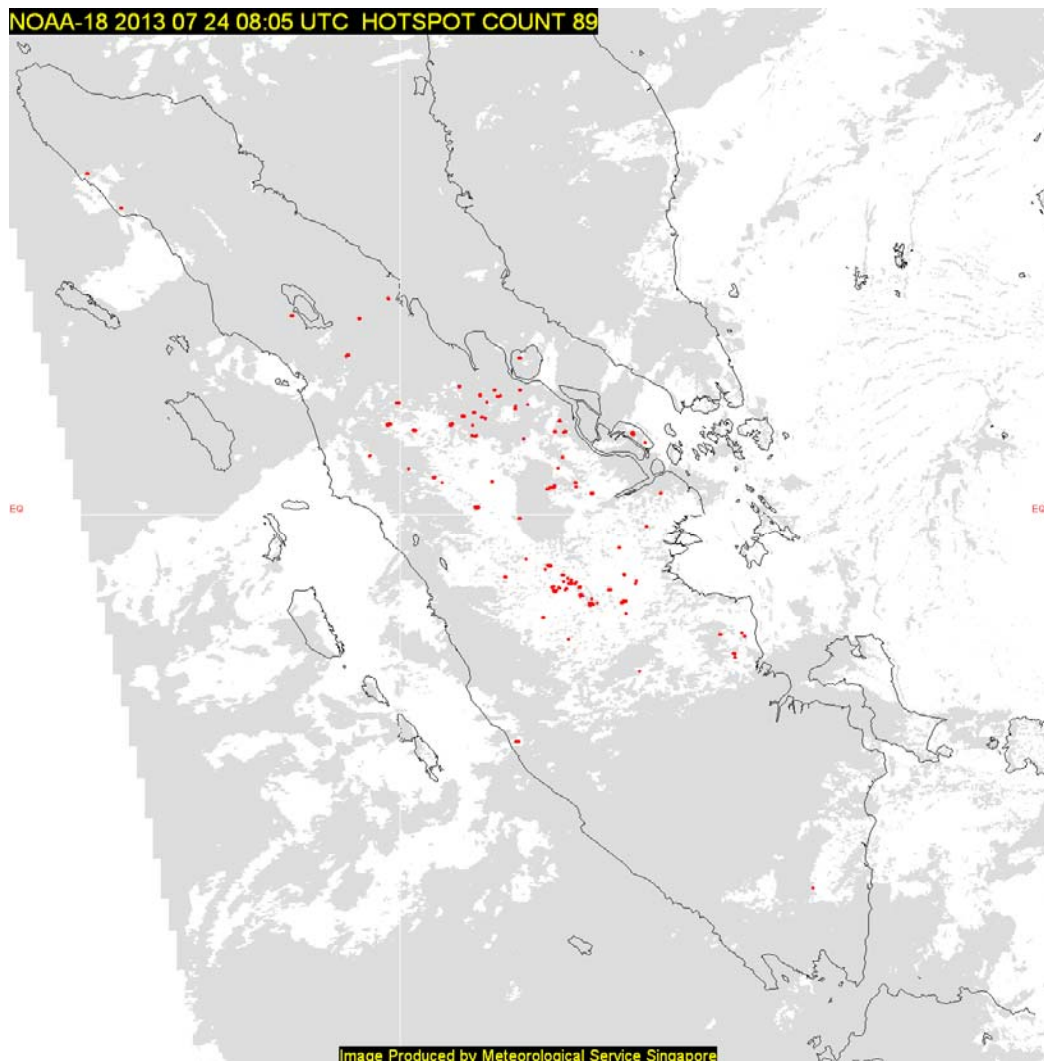 NOAA-18 2013 07 24 08:05 UTC  HOTSPOT COUNT 89
EQ
EQ
Image Produced by Meteorological Service Singapore